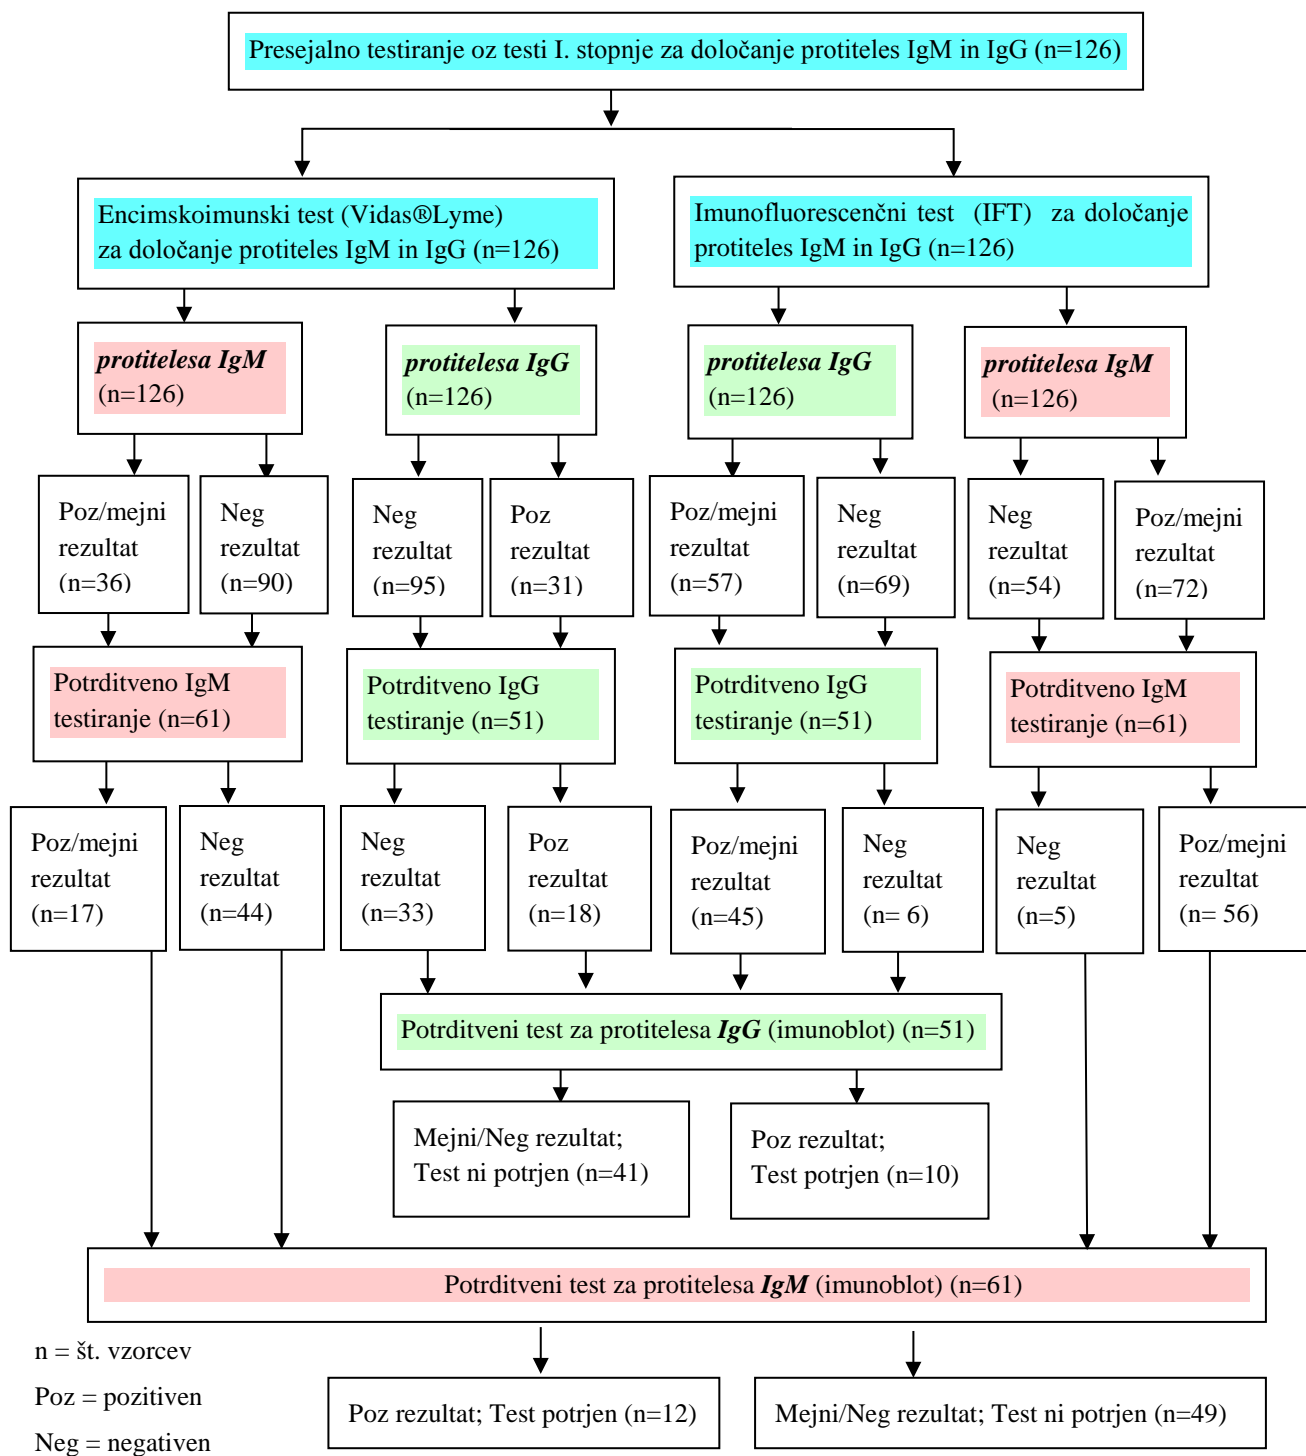 Presejalno testiranje oz testi I. stopnje za določanje protiteles IgM in IgG (n=126)
Encimskoimunski test (Vidas®Lyme)
za določanje protiteles IgM in IgG (n=126)
Imunofluorescenčni test (IFT) za določanje
protiteles IgM in IgG (n=126)
protitelesa IgM
(n=126)
protitelesa IgG
(n=126)
protitelesa IgG
(n=126)
protitelesa IgM
(n=126)
Poz/mejni
rezultat
(n=36)
Neg
rezultat
(n=90)
Neg
rezultat
(n=95)
Poz
rezultat
(n=31)
Poz/mejni
rezultat
(n=57)
Neg
rezultat
(n=69)
Neg
rezultat
(n=54)
Poz/mejni
rezultat
(n=72)
Potrditveno IgM
testiranje (n=61)
Potrditveno IgG
testiranje (n=51)
Potrditveno IgG
testiranje (n=51)
Potrditveno IgM
testiranje (n=61)
Poz/mejni
rezultat
(n=17)
Neg
rezultat
(n=44)
Neg
rezultat
(n=33)
Poz
rezultat
(n=18)
Poz/mejni
rezultat
(n=45)
Neg
rezultat
(n= 6)
Neg
rezultat
(n=5)
Poz/mejni
rezultat
(n= 56)
Potrditveni test za protitelesa IgG (imunoblot) (n=51)
Mejni/Neg rezultat;
Test ni potrjen (n=41)
Poz rezultat;
Test potrjen (n=10)
Potrditveni test za protitelesa IgM (imunoblot) (n=61)
n = št. vzorcev
Poz = pozitiven
Neg = negativen
Poz rezultat; Test potrjen (n=12)
Mejni/Neg rezultat; Test ni potrjen (n=49)